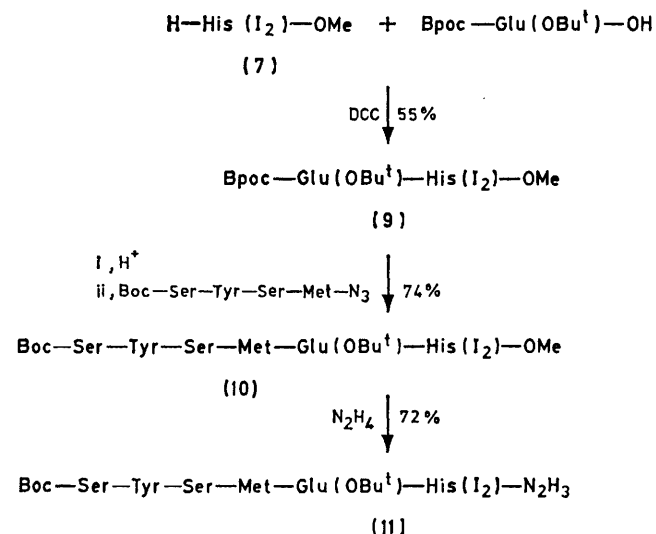 H—His (I₂)—OMe + Bpoc—Glu(OBuᵗ)—OH
(7)
DCC 55%
Bpoc—Glu(OBuᵗ)—His(I₂)—OMe
(9)
i, H⁺
ii, Boc—Ser—Tyr—Ser—Met—N₃ 74%
Boc—Ser—Tyr—Ser—Met—Glu(OBuᵗ)—His(I₂)—OMe
(10)
N₂H₄ 72%
Boc—Ser—Tyr—Ser—Met—Glu(OBuᵗ)—His(I₂)—N₂H₃
(11)